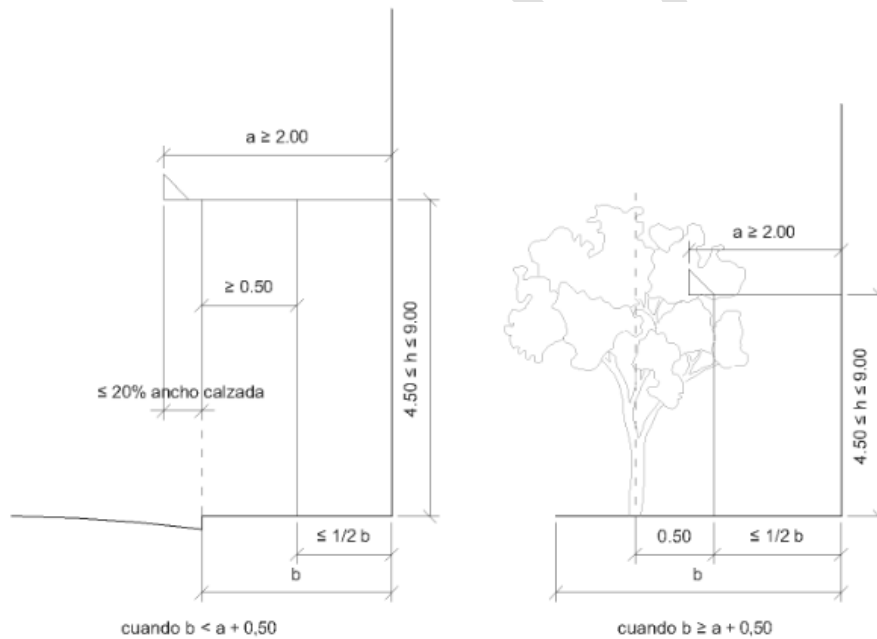 a ≥ 2.00
≥ 0.50
≤ 20% ancho calzada
4.50 ≤ h ≤ 9.00
≤ 1/2 b
b
cuando b < a + 0,50
a ≥ 2.00
4.50 ≤ h ≤ 9.00
0.50
≤ 1/2 b
b
cuando b ≥ a + 0,50